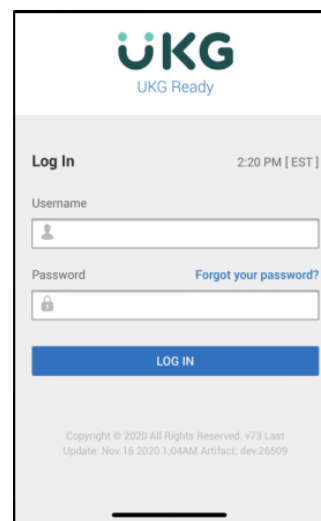 UKG
UKG Ready
Log In
2:20 PM [ EST ]
Username
Password
Forgot your password?
LOG IN
Copyright © 2020 All Rights Reserved. v73 Last
Update: Nov 16 2020 1:04AM Artifact: dev.26509